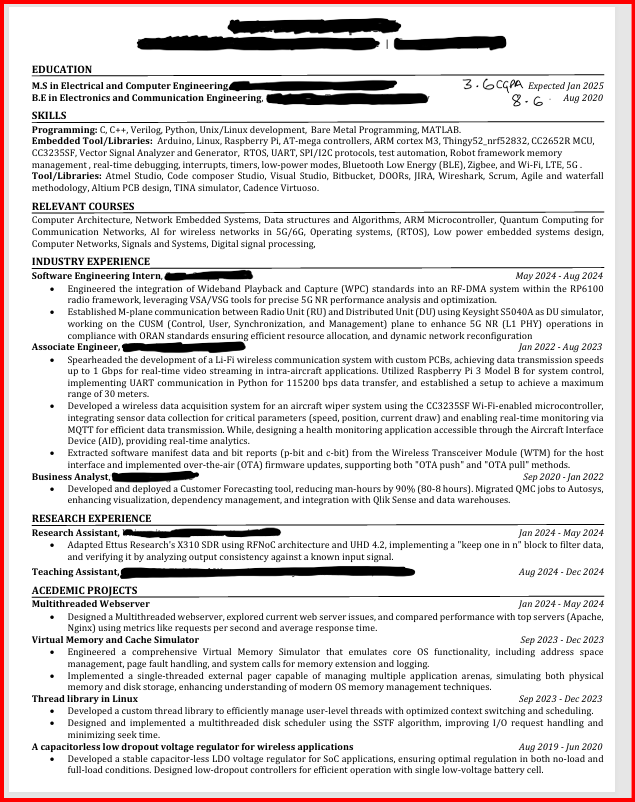 |
EDUCATION
M.S in Electrical and Computer Engineering 3.6 CGPA Expected Jan 2025
B.E in Electronics and Communication Engineering, 8.6 Aug 2020
SKILLS
Programming: C, C++, Verilog, Python, Unix/Linux development, Bare Metal Programming, MATLAB.
Embedded Tool/Libraries: Arduino, Linux, Raspberry Pi, AT-mega controllers, ARM cortex M3, Thingy52_nrf52832, CC2652R MCU,
CC3235SF, Vector Signal Analyzer and Generator, RTOS, UART, SPI/I2C protocols, test automation, Robot framework memory
management , real-time debugging, interrupts, timers, low-power modes, Bluetooth Low Energy (BLE), Zigbee, and Wi-Fi, LTE, 5G .
Tool/Libraries: Atmel Studio, Code composer Studio, Visual Studio, Bitbucket, DOORs, JIRA, Wireshark, Scrum, Agile and waterfall
methodology, Altium PCB design, TINA simulator, Cadence Virtuoso.
RELEVANT COURSES
Computer Architecture, Network Embedded Systems, Data structures and Algorithms, ARM Microcontroller, Quantum Computing for
Communication Networks, AI for wireless networks in 5G/6G, Operating systems, (RTOS), Low power embedded systems design,
Computer Networks, Signals and Systems, Digital signal processing,
INDUSTRY EXPERIENCE
Software Engineering Intern, May 2024 - Aug 2024
• Engineered the integration of Wideband Playback and Capture (WPC) standards into an RF-DMA system within the RP6100
radio framework, leveraging VSA/VSG tools for precise 5G NR performance analysis and optimization.
• Established M-plane communication between Radio Unit (RU) and Distributed Unit (DU) using Keysight S5040A as DU simulator,
working on the CUSM (Control, User, Synchronization, and Management) plane to enhance 5G NR (L1 PHY) operations in
compliance with ORAN standards ensuring efficient resource allocation, and dynamic network reconfiguration
Associate Engineer, Jan 2022 - Aug 2023
• Spearheaded the development of a Li-Fi wireless communication system with custom PCBs, achieving data transmission speeds
up to 1 Gbps for real-time video streaming in intra-aircraft applications. Utilized Raspberry Pi 3 Model B for system control,
implementing UART communication in Python for 115200 bps data transfer, and established a setup to achieve a maximum
range of 30 meters.
• Developed a wireless data acquisition system for an aircraft wiper system using the CC3235SF Wi-Fi-enabled microcontroller,
integrating sensor data collection for critical parameters (speed, position, current draw) and enabling real-time monitoring via
MQTT for efficient data transmission. While, designing a health monitoring application accessible through the Aircraft Interface
Device (AID), providing real-time analytics.
• Extracted software manifest data and bit reports (p-bit and c-bit) from the Wireless Transceiver Module (WTM) for the host
interface and implemented over-the-air (OTA) firmware updates, supporting both "OTA push" and "OTA pull" methods.
Business Analyst, Sep 2020 - Jan 2022
• Developed and deployed a Customer Forecasting tool, reducing man-hours by 90% (80-8 hours). Migrated QMC jobs to Autosys,
enhancing visualization, dependency management, and integration with Qlik Sense and data warehouses.
RESEARCH EXPERIENCE
Research Assistant, Jan 2024 - May 2024
• Adapted Ettus Research's X310 SDR using RFNoC architecture and UHD 4.2, implementing a "keep one in n" block to filter data,
and verifying it by analyzing output consistency against a known input signal.
Teaching Assistant, Aug 2024 - Dec 2024
ACEDEMIC PROJECTS
Multithreaded Webserver Jan 2024 - May 2024
• Designed a Multithreaded webserver, explored current web server issues, and compared performance with top servers (Apache,
Nginx) using metrics like requests per second and average response time.
Virtual Memory and Cache Simulator Sep 2023 - Dec 2023
• Engineered a comprehensive Virtual Memory Simulator that emulates core OS functionality, including address space
management, page fault handling, and system calls for memory extension and logging.
• Implemented a single-threaded external pager capable of managing multiple application arenas, simulating both physical
memory and disk storage, enhancing understanding of modern OS memory management techniques.
Thread library in Linux Sep 2023 - Dec 2023
• Developed a custom thread library to efficiently manage user-level threads with optimized context switching and scheduling.
• Designed and implemented a multithreaded disk scheduler using the SSTF algorithm, improving I/O request handling and
minimizing seek time.
A capacitorless low dropout voltage regulator for wireless applications Aug 2019 - Jun 2020
• Developed a stable capacitor-less LDO voltage regulator for SoC applications, ensuring optimal regulation in both no-load and
full-load conditions. Designed low-dropout controllers for efficient operation with single low-voltage battery cell.